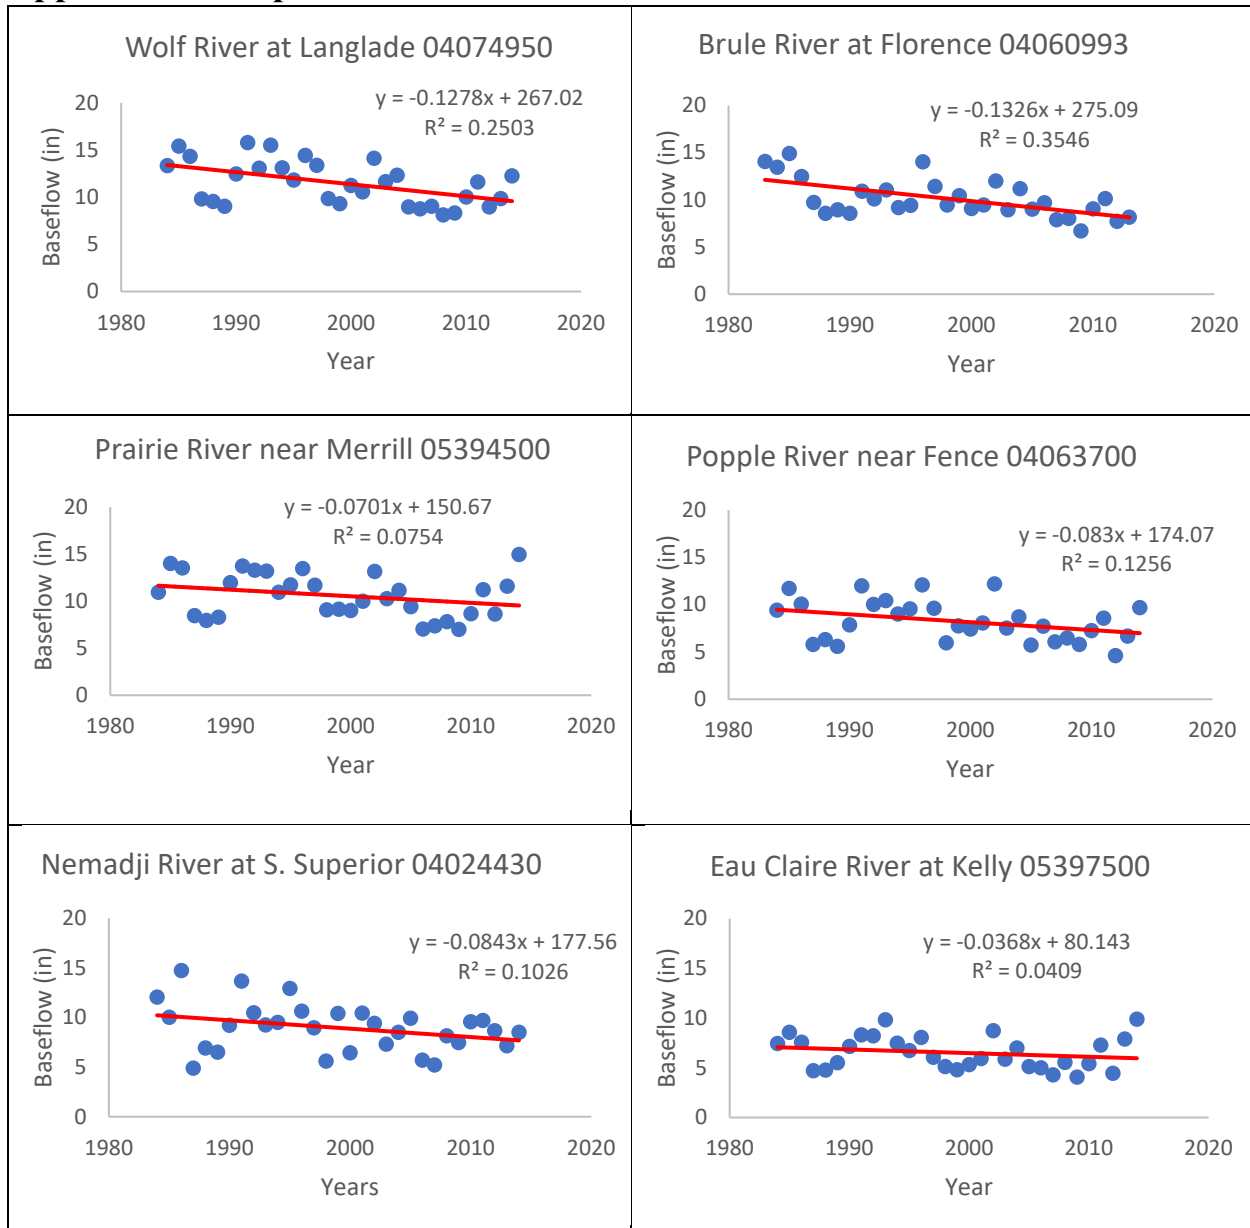 Wolf River at Langlade 04074950
y = -0.1278x + 267.02
R² = 0.2503
20
15
10
5
0
1980 1990 2000 2010 2020
Baseflow (in)
Year
Brule River at Florence 04060993
y = -0.1326x + 275.09
R² = 0.3546
20
15
10
5
0
1980 1990 2000 2010 2020
Baseflow (in)
Year
Prairie River near Merrill 05394500
y = -0.0701x + 150.67
R² = 0.0754
20
15
10
5
0
1980 1990 2000 2010 2020
Baseflow (in)
Year
Popple River near Fence 04063700
y = -0.083x + 174.07
R² = 0.1256
20
15
10
5
0
1980 1990 2000 2010 2020
Baseflow (in)
Year
Nemadji River at S. Superior 04024430
y = -0.0843x + 177.56
R² = 0.1026
20
15
10
5
0
1980 1990 2000 2010 2020
Baseflow (in)
Years
Eau Claire River at Kelly 05397500
y = -0.0368x + 80.143
R² = 0.0409
20
15
10
5
0
1980 1990 2000 2010 2020
Baseflow (in)
Year